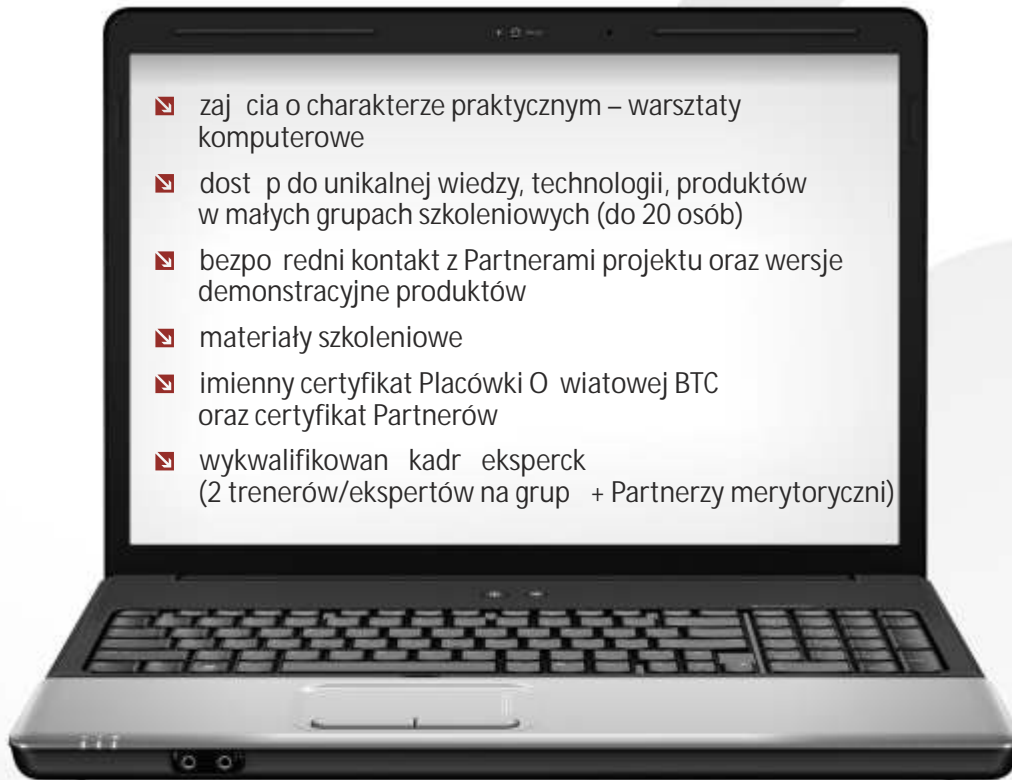 zaj cia o charakterze praktycznym – warsztaty
komputerowe
dost p do unikalnej wiedzy, technologii, produktów
w małych grupach szkoleniowych (do 20 osób)
bezpo redni kontakt z Partnerami projektu oraz wersje
demonstracyjne produktów
materiały szkoleniowe
imienny certyfikat Placówki O wiatowej BTC
oraz certyfikat Partnerów
wykwalifikowan kadr eksperck
(2 trenerów/ekspertów na grup + Partnerzy merytoryczni)